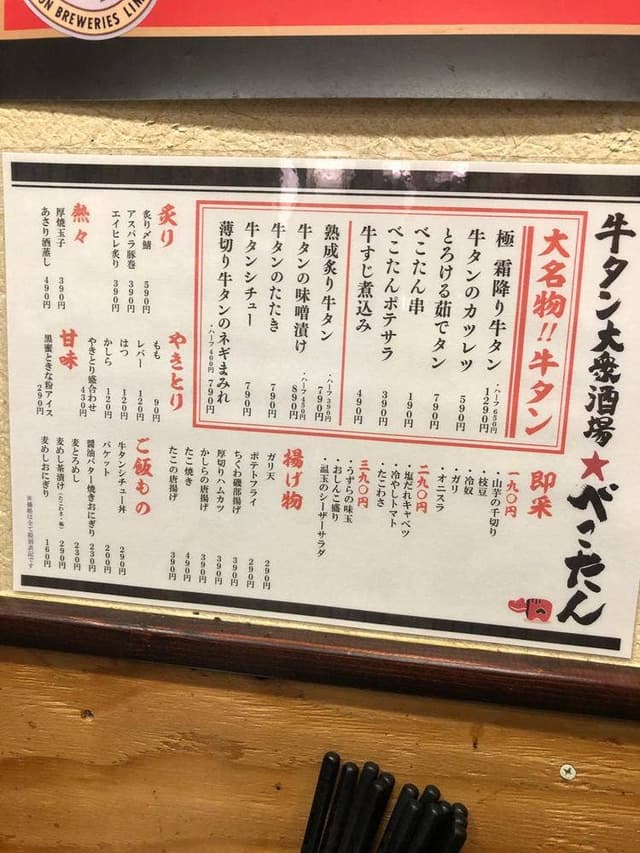 ON BREWERIES LIM
牛タン大衆酒場★べこたん
大名物!!牛タン
極 霜降り牛タン ・ハーフ650円 1290円
牛タンのカツレツ 590円
とろける茹でタン 790円
べこたん串 190円
べこたんポテサラ 390円
牛すじ煮込み 490円
熟成炙り牛タン ・ハーフ390円 790円
牛タンの味噌漬け ・ハーフ450円 890円
牛タンのたたき 790円
牛タンシチュー 790円
薄切り牛タンのネギまみれ ・ハーフ400円 790円
炙り
炙り〆鯖 590円
アスパラ豚巻 390円
エイヒレ炙り 390円
熱々
厚焼玉子 390円
あさり酒蒸し 490円
即采
一九〇円
・山芋の千切り
・枝豆
・冷奴
・ガリ
・オニスラ
二九〇円
・塩だれキャベツ
・冷やしトマト
・たこわさ
三九〇円
・うずらの味玉
・おしんこ盛り
・温玉のシーザーサラダ
揚げ物
ガリ天 290円
ポテトフライ 290円
ちくわ磯部揚げ 390円
厚切りハムカツ 390円
かしらの唐揚げ 390円
たこ焼き 490円
たこの唐揚げ 390円
やきとり
もも 90円
レバー 120円
はつ 120円
かしら 120円
やきとり盛合わせ 430円
甘味
黒蜜ときな粉アイス 290円
ご飯もの
牛タンシチュー丼 290円
バケット 200円
醤油バター焼きおにぎり 230円
麦とろめし 230円
麦めし茶漬け(たこわさ・梅) 290円
麦めしおにぎり 160円
※価格は全て税別表記です